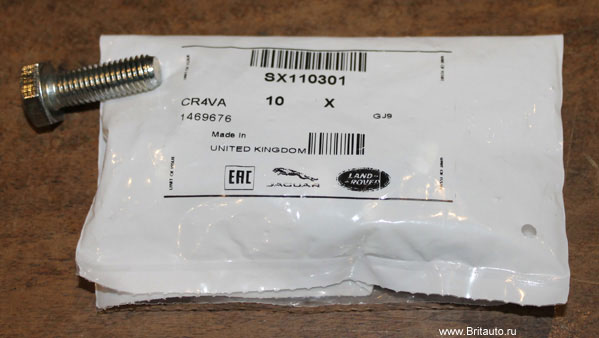 SX110301
CR4VA 10 X
1469676 GJ9
Made in
UNITED KINGDOM
EAC JAGUAR LAND ROVER
www.Britauto.ru